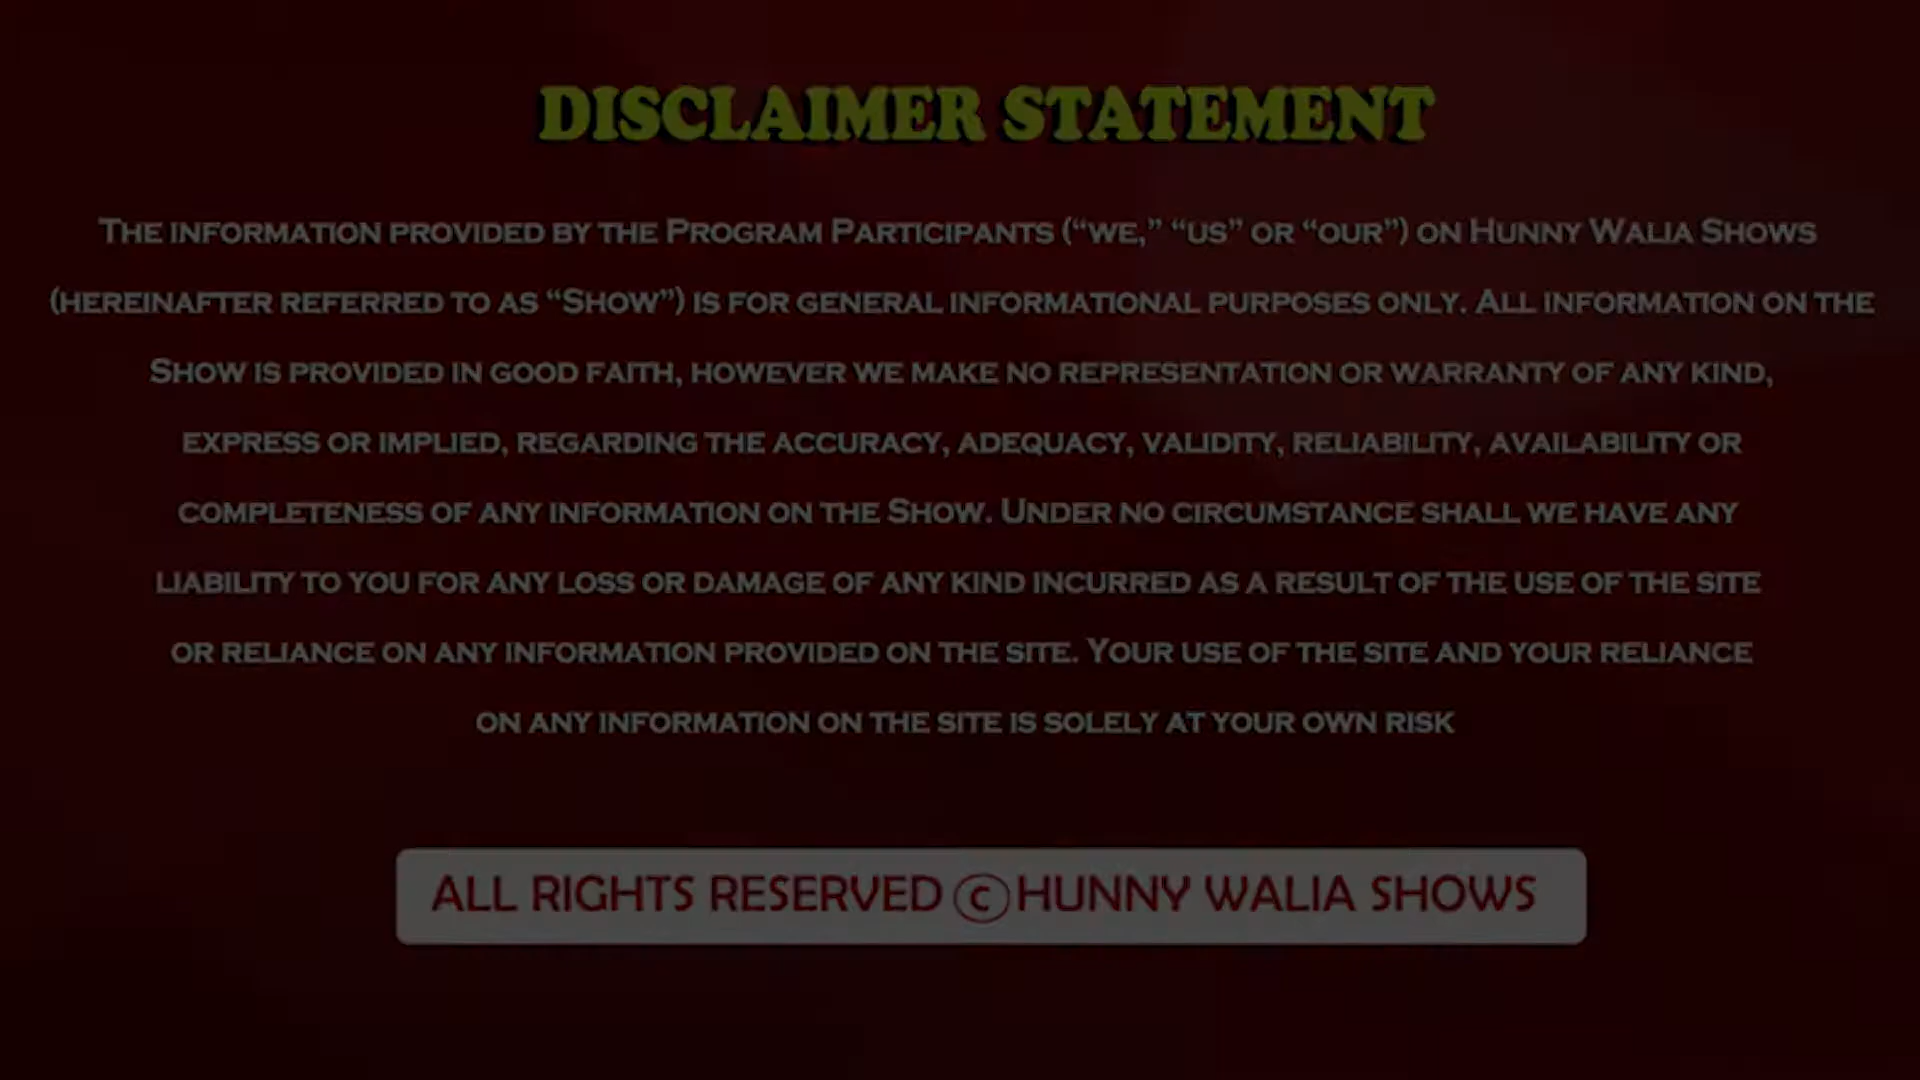 DISCLAIMER STATEMENT
The information provided by the Program Participants (“we,” “us” or “our”) on Hunny Walia Shows
(hereinafter referred to as “Show”) is for general informational purposes only. All information on the
Show is provided in good faith, however we make no representation or warranty of any kind,
express or implied, regarding the accuracy, adequacy, validity, reliability, availability or
completeness of any information on the Show. Under no circumstance shall we have any
liability to you for any loss or damage of any kind incurred as a result of the use of the site
or reliance on any information provided on the site. Your use of the site and your reliance
on any information on the site is solely at your own risk
ALL RIGHTS RESERVED © HUNNY WALIA SHOWS